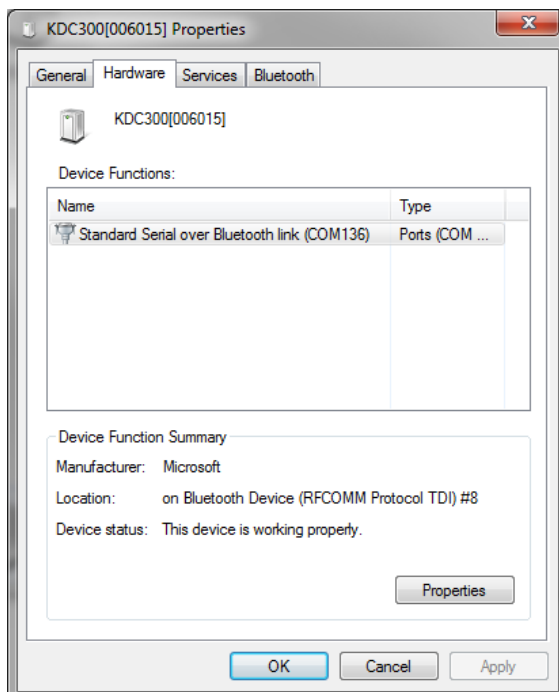 KDC300[006015] Properties
General Hardware Services Bluetooth
KDC300[006015]
Device Functions:
Name Type
Standard Serial over Bluetooth link (COM136) Ports (COM ...
Device Function Summary
Manufacturer: Microsoft
Location: on Bluetooth Device (RFCOMM Protocol TDI) #8
Device status: This device is working properly.
Properties
OK Cancel Apply